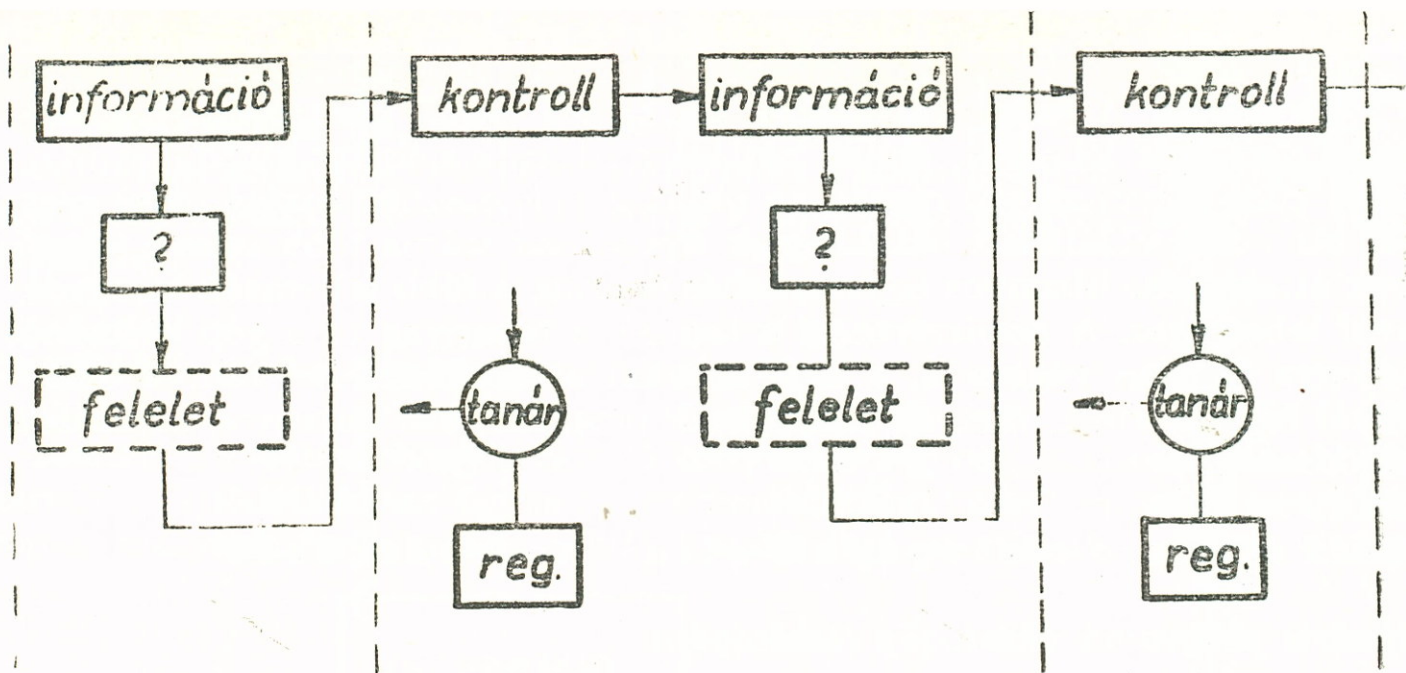 információ
?
felelet
kontroll
tanár
reg.
információ
?
felelet
kontroll
tanár
reg.